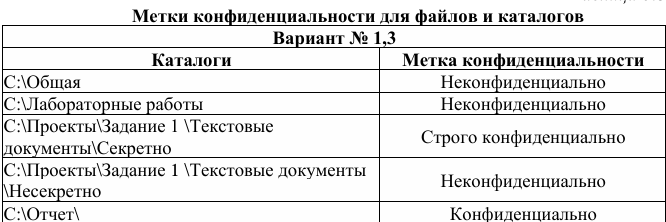 Метки конфиденциальности для файлов и каталогов
Вариант № 1,3
Каталоги Метка конфиденциальности
C:\Общая Неконфиденциально
C:\Лабораторные работы Неконфиденциально
C:\Проекты\Задание 1 \Текстовые
документы\Секретно Строго конфиденциально
C:\Проекты\Задание 1 \Текстовые документы
\Несекретно Неконфиденциально
C:\Отчет\ Конфиденциально